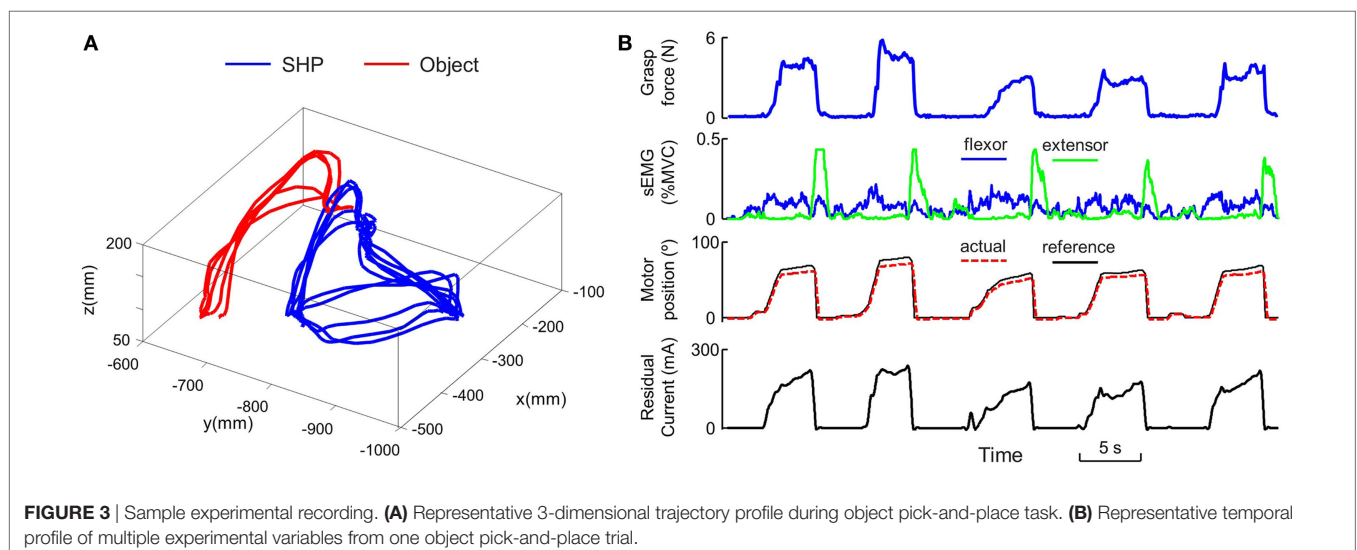 A
SHP
Object
200
z(mm)
50
-600
-700
-800
y(mm)
-900
-1000
-500
-400
-300
x(mm)
-200
-100
B
6
Grasp
force (N)
0
0.5
flexor
extensor
sEMG
(%MVC)
0
100
actual
reference
Motor
position (º)
0
300
Residual
Current (mA)
0
Time
5 s
FIGURE 3 | Sample experimental recording. (A) Representative 3-dimensional trajectory profile during object pick-and-place task. (B) Representative temporal
profile of multiple experimental variables from one object pick-and-place trial.